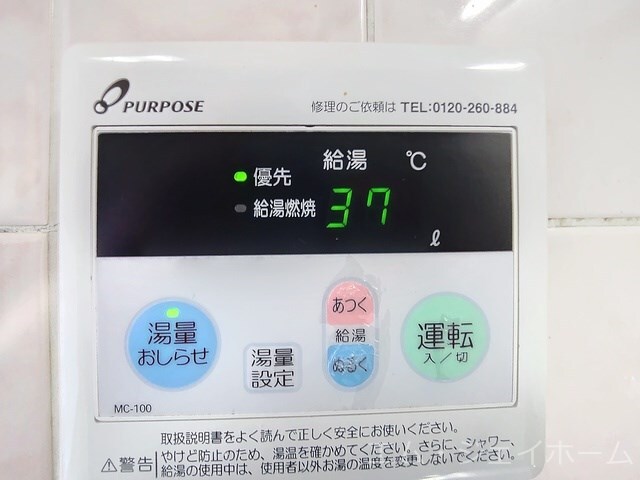 PURPOSE
修理のご依頼は TEL:0120-260-884
給湯 ℃
優先
給湯燃焼 37
ℓ
湯量
おしらせ
湯量
設定
あつく
給湯
ぬるく
運転
入/切
MC-100
取扱説明書をよく読んで正しく安全にお使いください。
⚠警告
やけど防止のため、湯温を確かめてください。さらに、シャワー、
給湯の使用中は、使用者以外お湯の温度を変更しないでください。